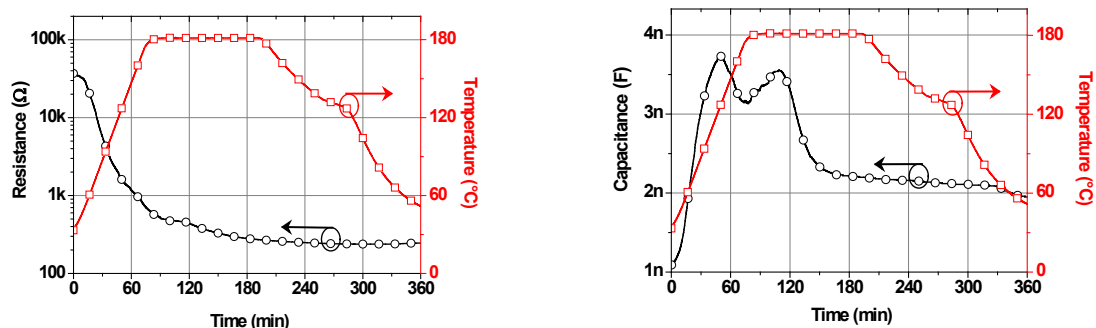 100k
10k
1k
100
Resistance (Ω)
0 60 120 180 240 300 360
Time (min)
180
120
60
0
Temperature (°C)
4n
3n
2n
1n
Capacitance (F)
0 60 120 180 240 300 360
Time (min)
180
120
60
0
Temperature (°C)